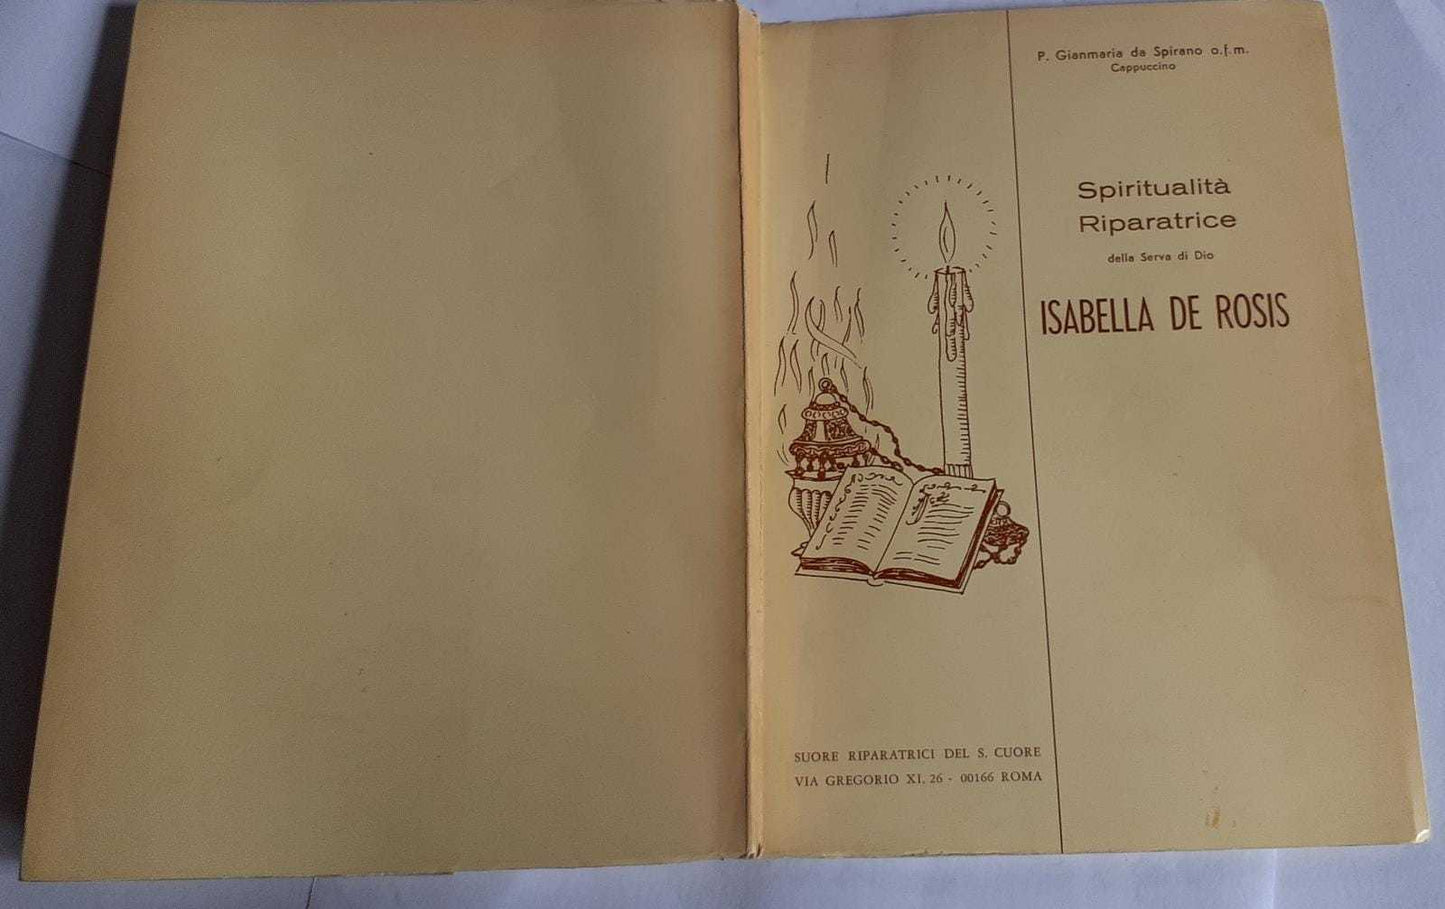 P. Gianmaria da Spirano o.f.m.
Cappuccino
Spiritualità
Riparatrice
della Serva di Dio
ISABELLA DE ROSIS
SUORE RIPARATRICI DEL S. CUORE
VIA GREGORIO XI, 26 - 00166 ROMA